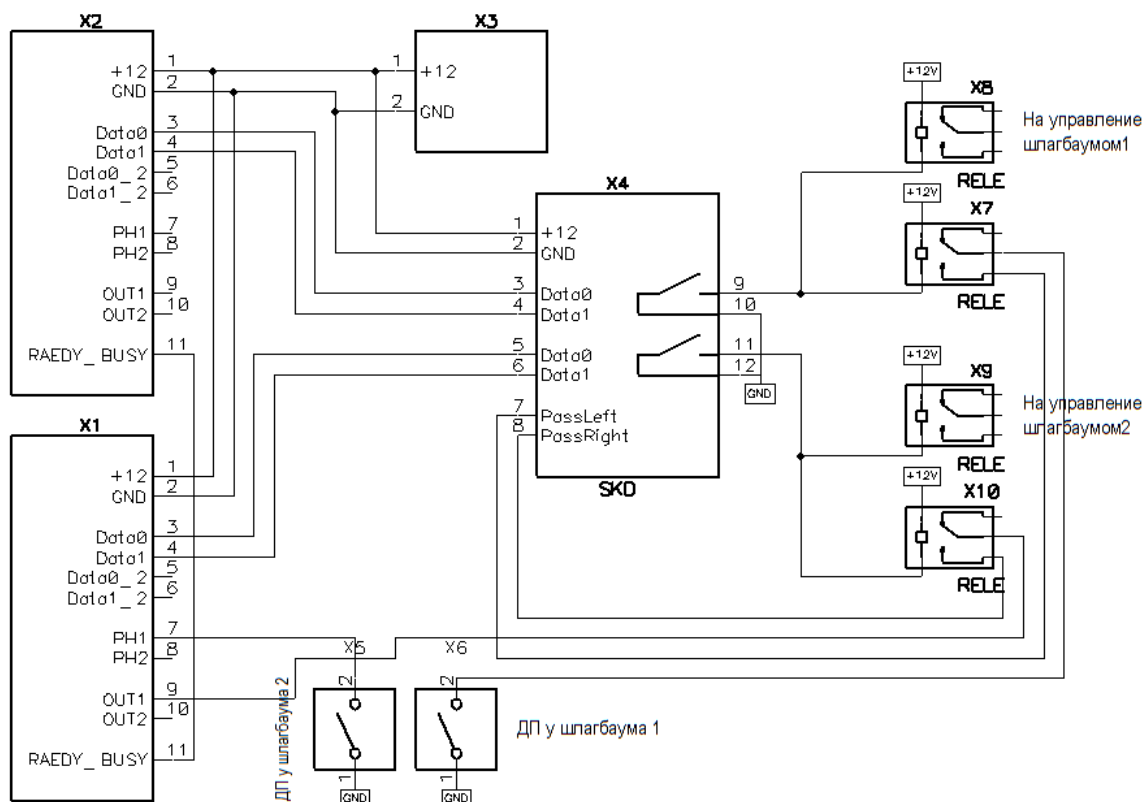 X2
+12
1
GND
2
Data0
3
Data1
4
Data0_2
5
Data1_2
6
PH1
7
PH2
8
OUT1
9
OUT2
10
RAEDY_ BUSY
11
X3
1
+12
2
GND
X4
1
+12
2
GND
3
Data0
4
Data1
5
Data0
6
Data1
7
PassLeft
8
PassRight
9
10
11
12
GND
SKD
+12V
X8
RELE
На управление
шлагбаумом1
+12V
X7
RELE
+12V
X9
RELE
На управление
шлагбаумом2
+12V
X10
RELE
X1
+12
1
GND
2
Data0
3
Data1
4
Data0_2
5
Data1_2
6
PH1
7
PH2
8
OUT1
9
OUT2
10
RAEDY_ BUSY
11
X5
2
1
GND
ДП у шлагбаума 2
X6
2
1
GND
ДП у шлагбаума 1